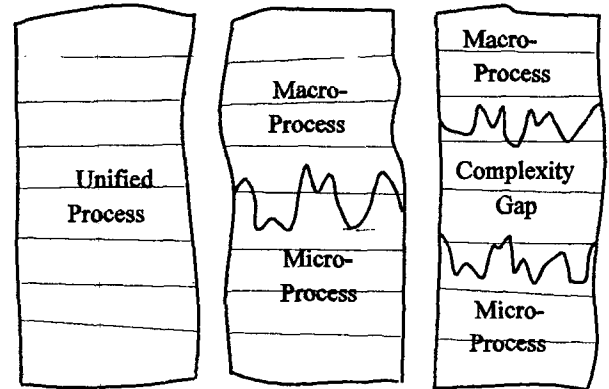 Unified
Process
Macro-
Process
Micro-
Process
Macro-
Process
Complexity
Gap
Micro-
Process